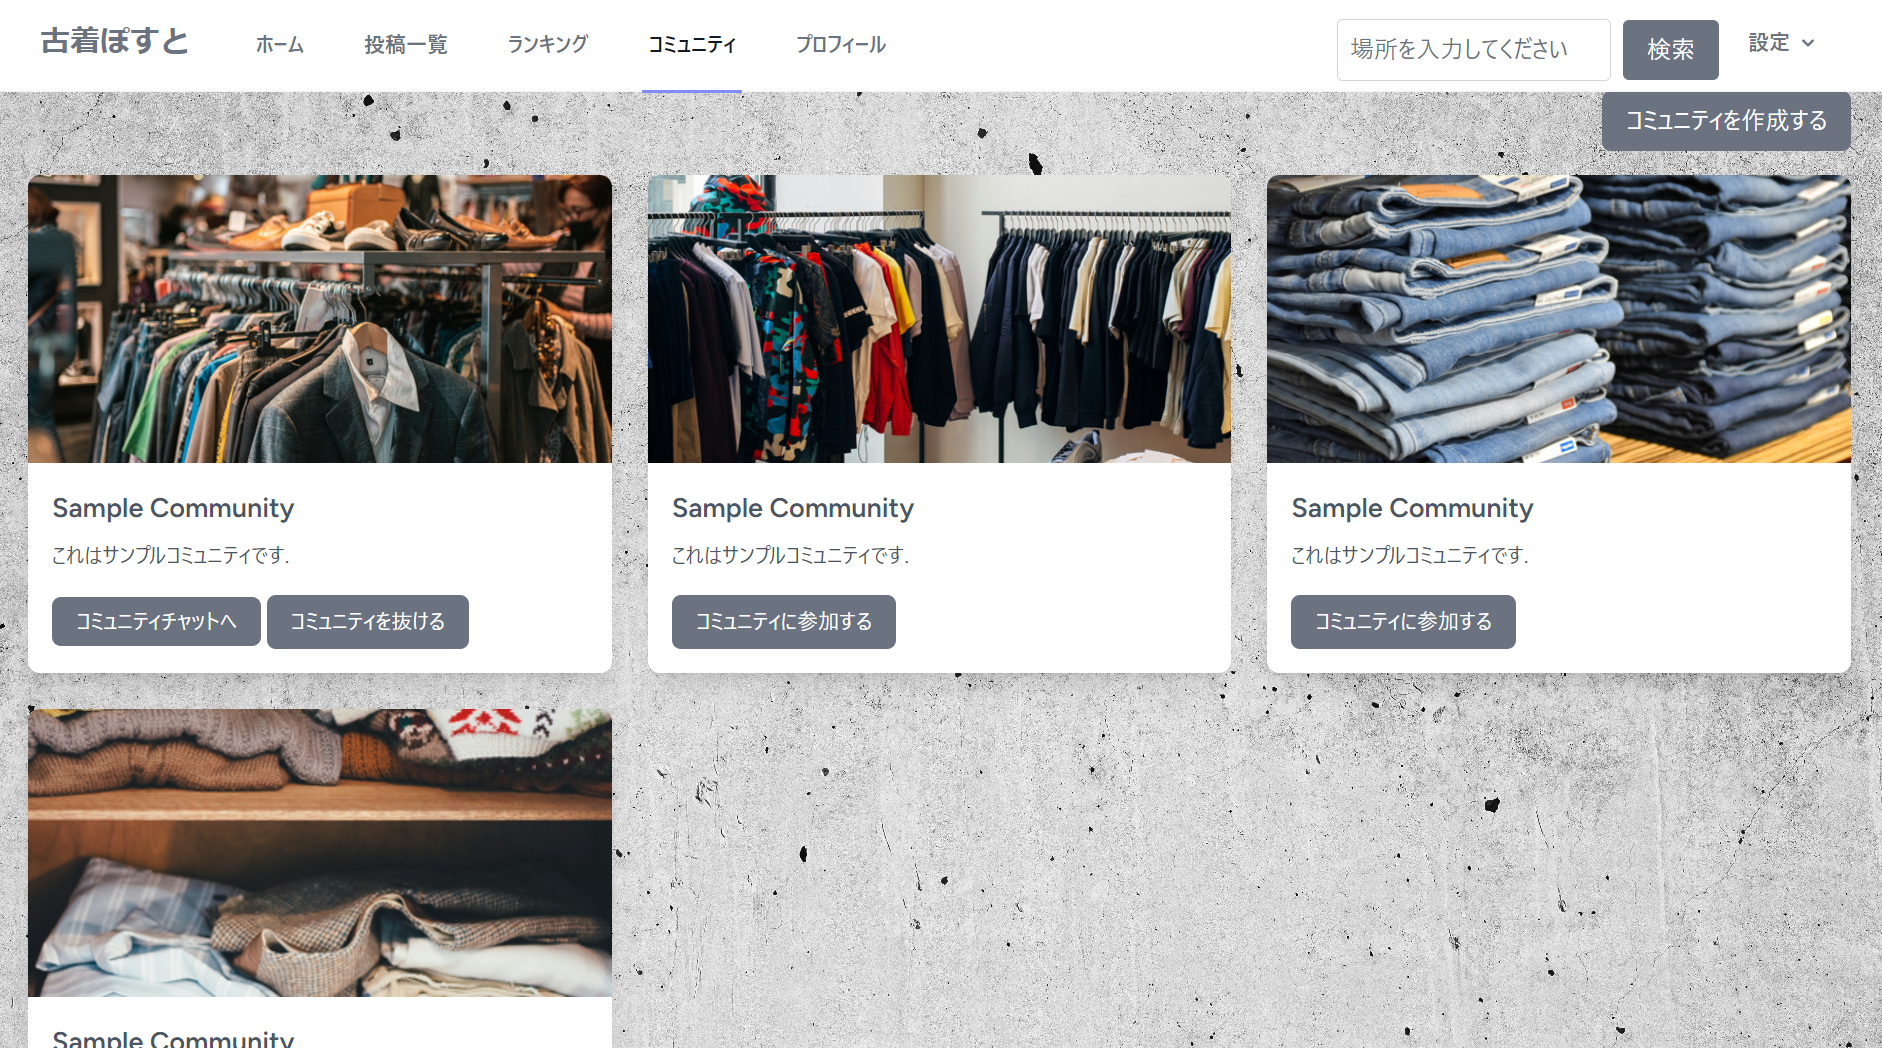 古着ぽすと
ホーム
投稿一覧
ランキング
コミュニティ
プロフィール
場所を入力してください
検索
設定
コミュニティを作成する
Sample Community
これはサンプルコミュニティです.
コミュニティチャットへ
コミュニティを抜ける
Sample Community
これはサンプルコミュニティです.
コミュニティに参加する
Sample Community
これはサンプルコミュニティです.
コミュニティに参加する
Sample Community